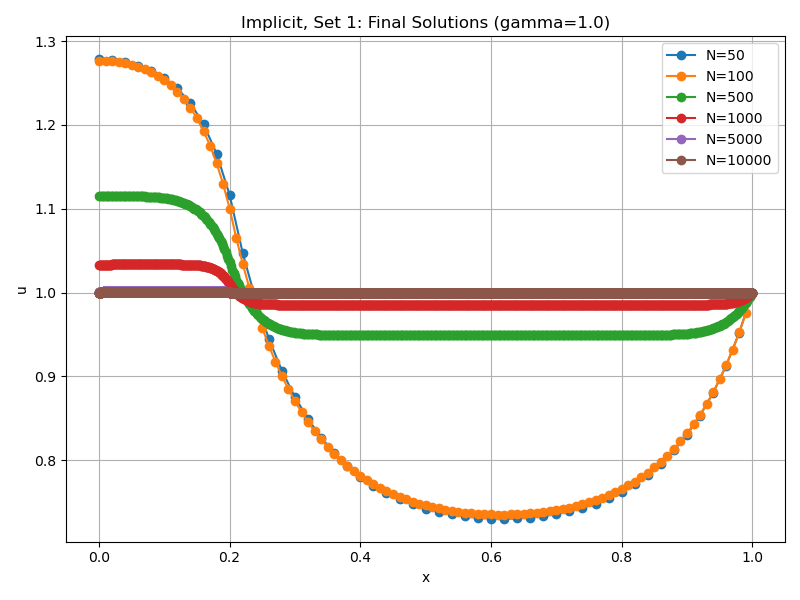 Implicit, Set 1: Final Solutions (gamma=1.0)
N=50
N=100
N=500
N=1000
N=5000
N=10000
1.3
1.2
1.1
1.0
0.9
0.8
u
0.0
0.2
0.4
0.6
0.8
1.0
x